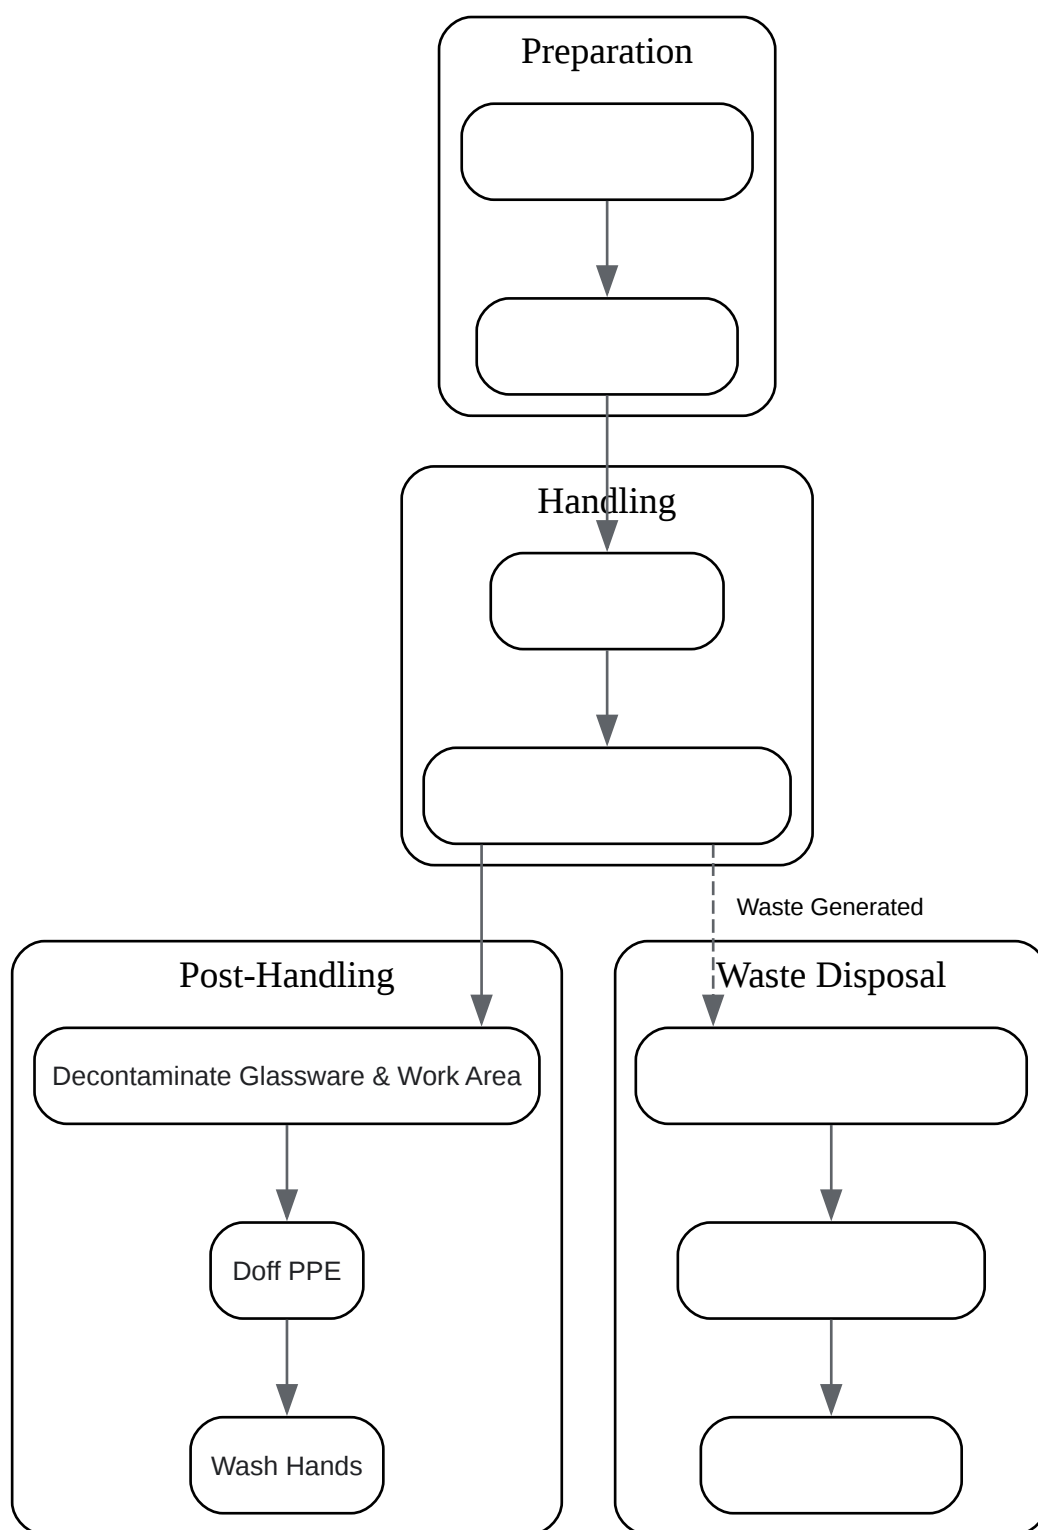 Preparation
Handling
Waste Generated
Post-Handling
Waste Disposal
Decontaminate Glassware & Work Area
Doff PPE
Wash Hands